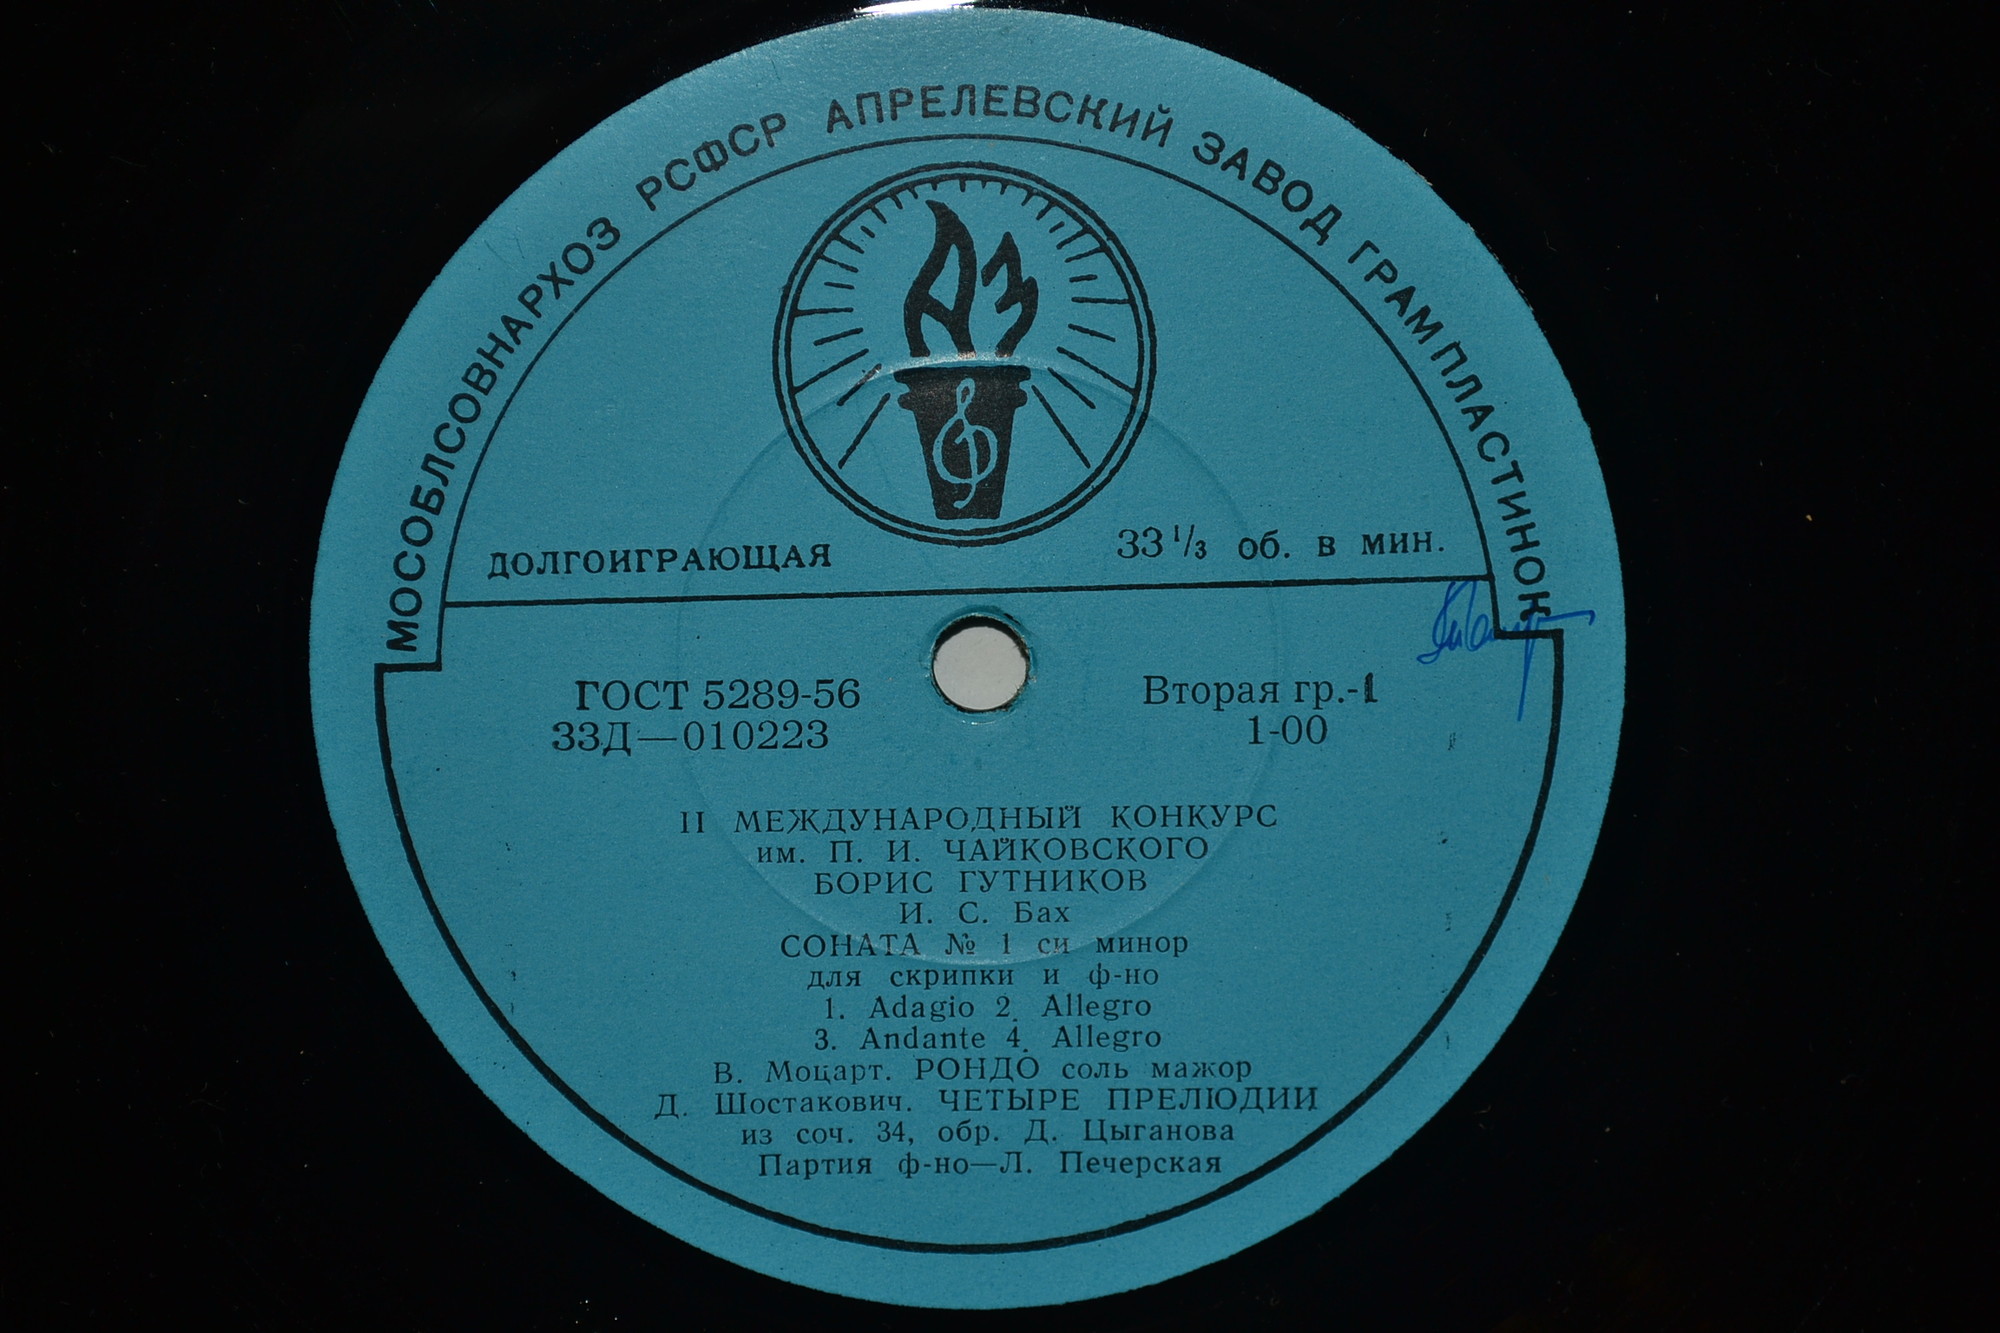 МОСОБЛСОВНАРХОЗ РСФСР АПРЕЛЕВСКИЙ ЗАВОД ГРАМПЛАСТИНОК
АЗ
ДОЛГОИГРАЮЩАЯ 33 1/3 об. в мин.
ГОСТ 5289-56 Вторая гр.-1
33Д—010223 1-00
II МЕЖДУНАРОДНЫЙ КОНКУРС
им. П. И. ЧАЙКОВСКОГО
БОРИС ГУТНИКОВ
И. С. Бах
СОНАТА № 1 си минор
для скрипки и ф-но
1. Adagio 2. Allegro
3. Andante 4. Allegro
В. Моцарт. РОНДО соль мажор
Д. Шостакович. ЧЕТЫРЕ ПРЕЛЮДИИ
из соч. 34, обр. Д. Цыганова
Партия ф-но—Л. Печерская